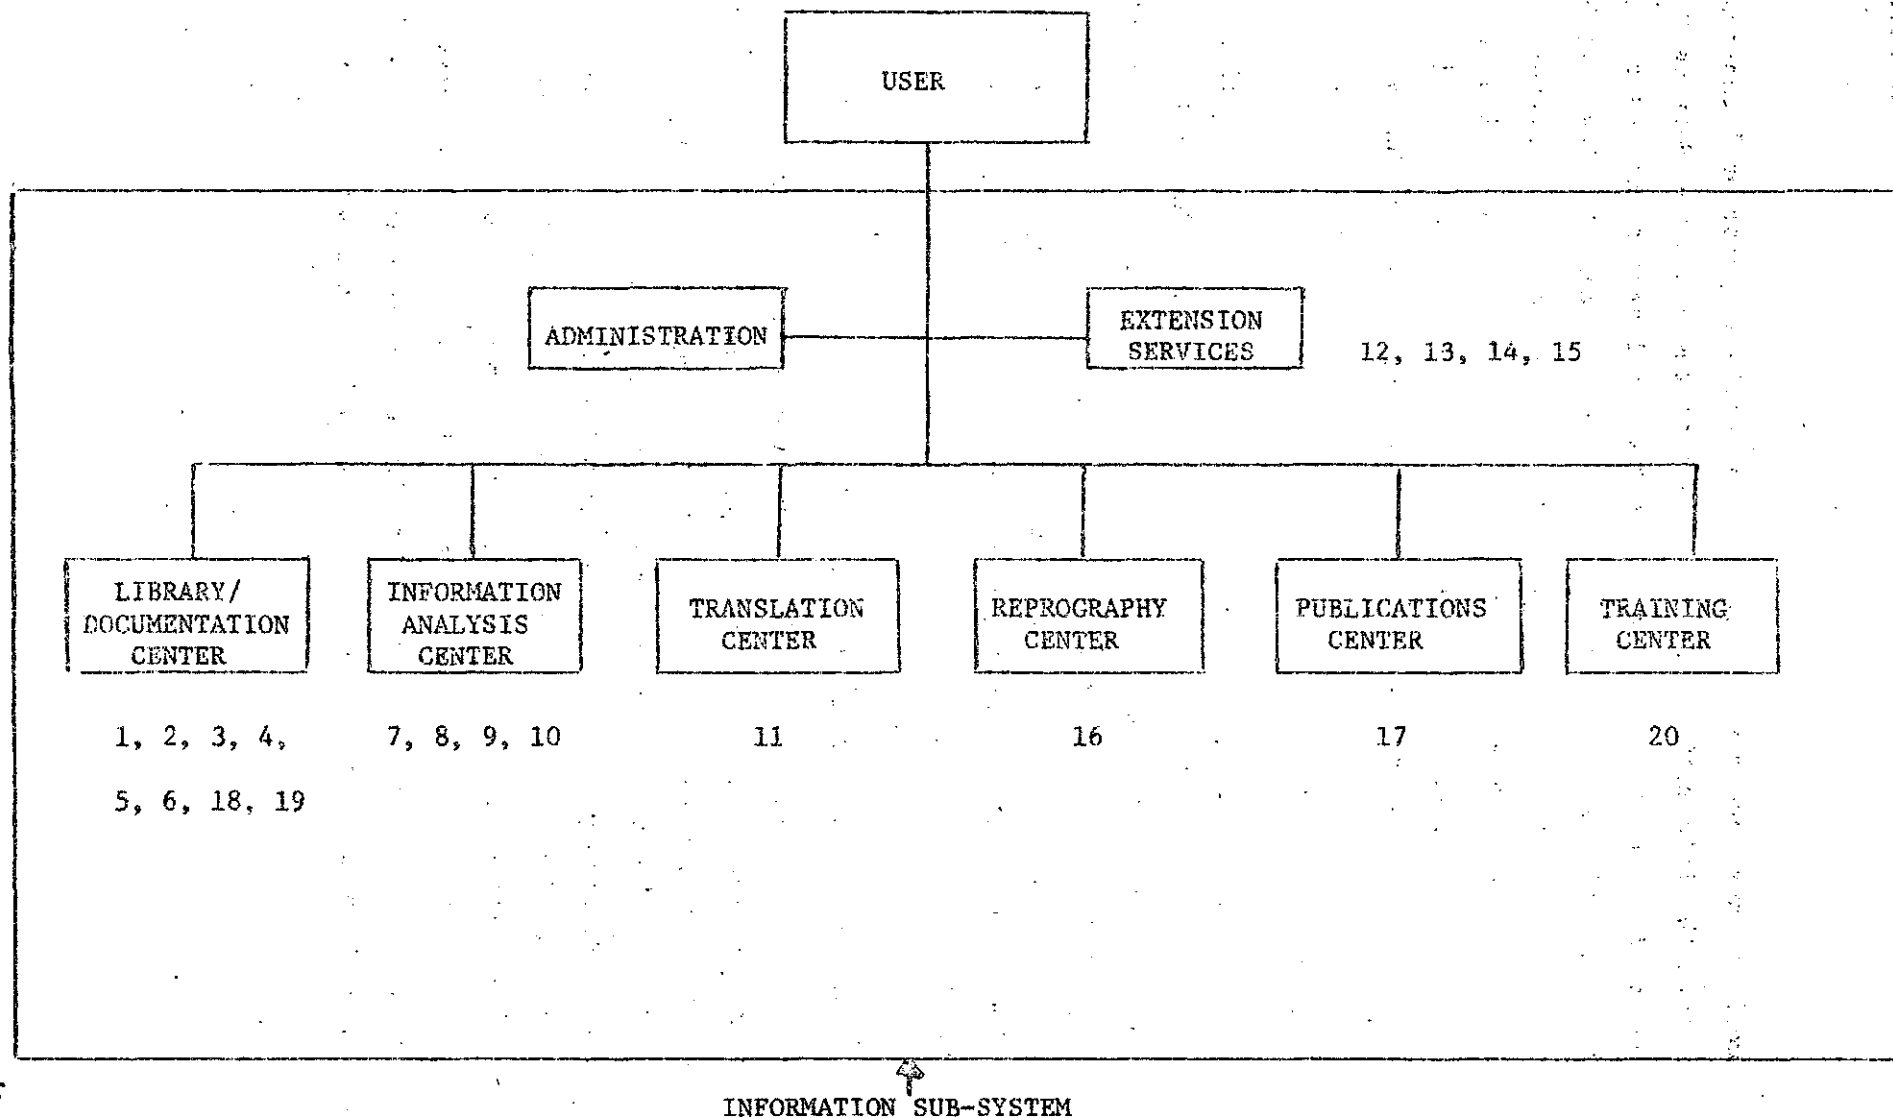 USER
ADMINISTRATION
EXTENSION
SERVICES
12, 13, 14, 15
LIBRARY/
DOCUMENTATION
CENTER
INFORMATION
ANALYSIS
CENTER
TRANSLATION
CENTER
REPROGRAPHY
CENTER
PUBLICATIONS
CENTER
TRAINING
CENTER
1, 2, 3, 4,
5, 6, 18, 19
7, 8, 9, 10
11
16
17
20
INFORMATION SUB-SYSTEM